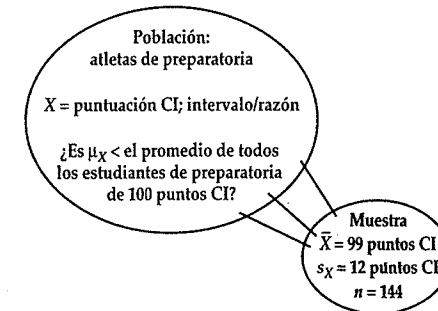 Población:
atletas de preparatoria
X = puntuación CI; intervalo/razón
¿Es μX < el promedio de todos
los estudiantes de preparatoria
de 100 puntos CI?
Muestra
X̄ = 99 puntos CI
sX = 12 puntos CI
n = 144